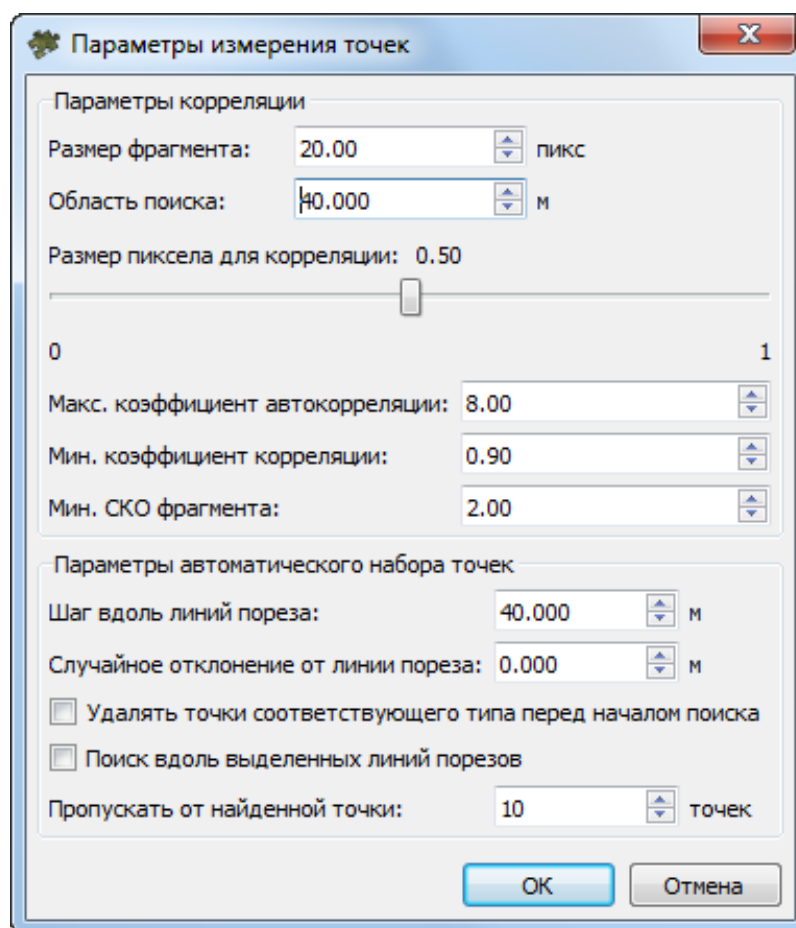 Параметры измерения точек
Параметры корреляции
Размер фрагмента: 20.00 пикс
Область поиска: 40.000 м
Размер пиксела для корреляции: 0.50
0 1
Макс. коэффициент автокорреляции: 8.00
Мин. коэффициент корреляции: 0.90
Мин. СКО фрагмента: 2.00
Параметры автоматического набора точек
Шаг вдоль линий пореза: 40.000 м
Случайное отклонение от линии пореза: 0.000 м
Удалять точки соответствующего типа перед началом поиска
Поиск вдоль выделенных линий порезов
Пропускать от найденной точки: 10 точек
OK Отмена